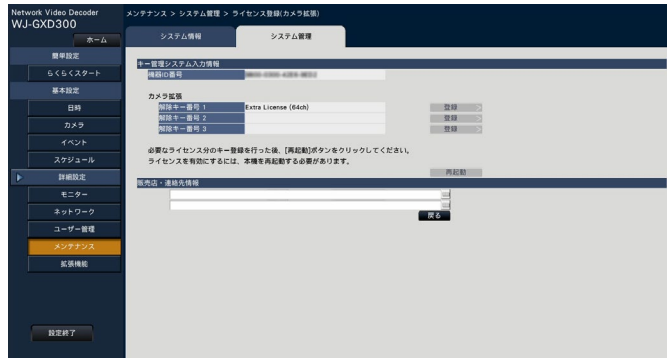 Network Video Decoder
WJ-GXD300
メンテナンス > システム管理 > ライセンス登録(カメラ拡張)
ホーム
システム情報
システム管理
簡単設定
らくらくスタート
基本設定
日時
カメラ
イベント
スケジュール
詳細設定
モニター
ネットワーク
ユーザー管理
メンテナンス
拡張機能
設定終了
キー管理システム入力情報
機器ID番号
カメラ拡張
解除キー番号 1 Extra License (64ch) 登録
解除キー番号 2 登録
解除キー番号 3 登録
必要なライセンス分のキー登録を行った後、[再起動]ボタンをクリックしてください。
ライセンスを有効にするには、本機を再起動する必要があります。
再起動
販売店・連絡先情報
戻る